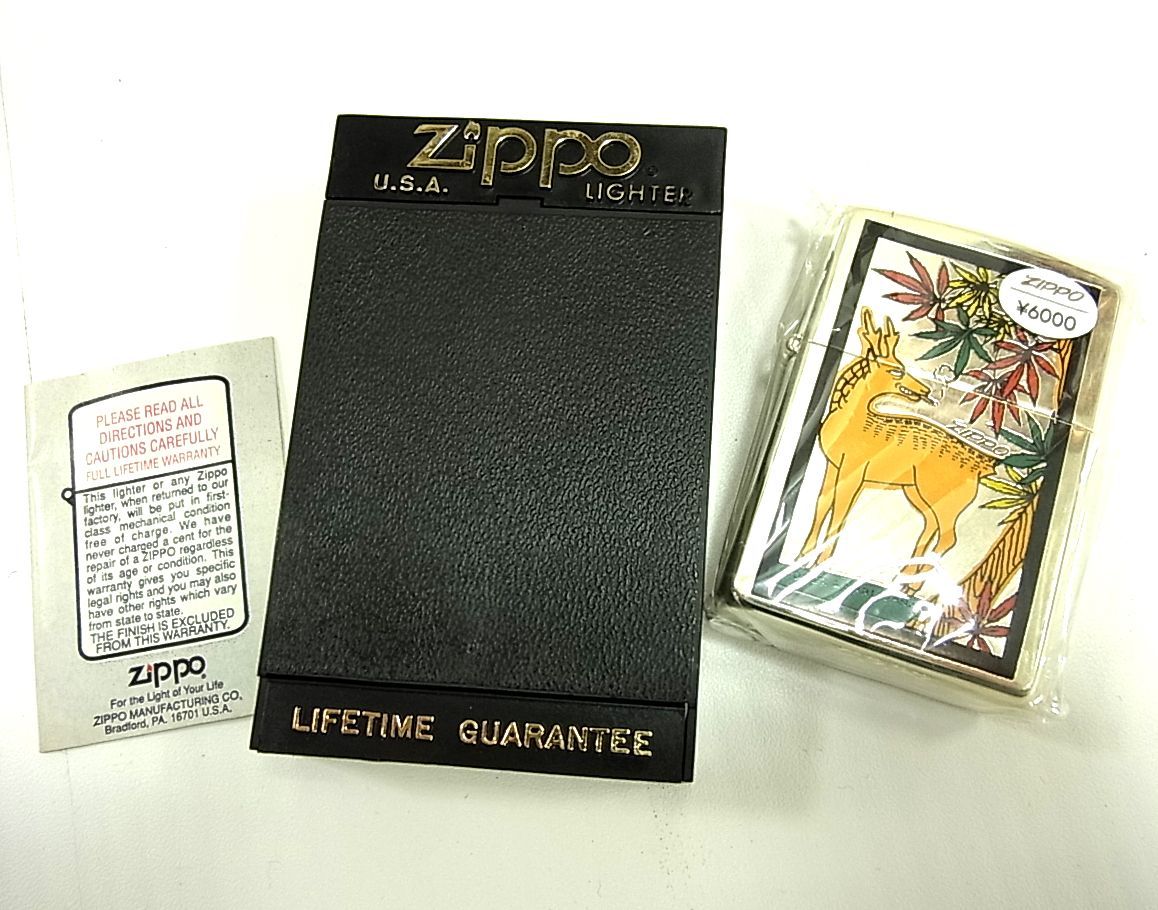 PLEASE READ ALL
DIRECTIONS AND
CAUTIONS CAREFULLY
FULL LIFETIME WARRANTY
This lighter or any Zippo
lighter, when returned to our
factory, will be put in first-
class mechanical condition
free of charge. We have
never charged a cent for the
repair of a ZIPPO regardless
of its age or condition. This
warranty gives you specific
legal rights and you may also
have other rights which vary
from state to state.
THE FINISH IS EXCLUDED
FROM THIS WARRANTY.
Zippo
For the Light of Your Life
ZIPPO MANUFACTURING CO.
Bradford, PA. 16701 U.S.A.
Zippo®
U.S.A. LIGHTER
LIFETIME GUARANTEE
ZIPPO
¥6000
Zippo